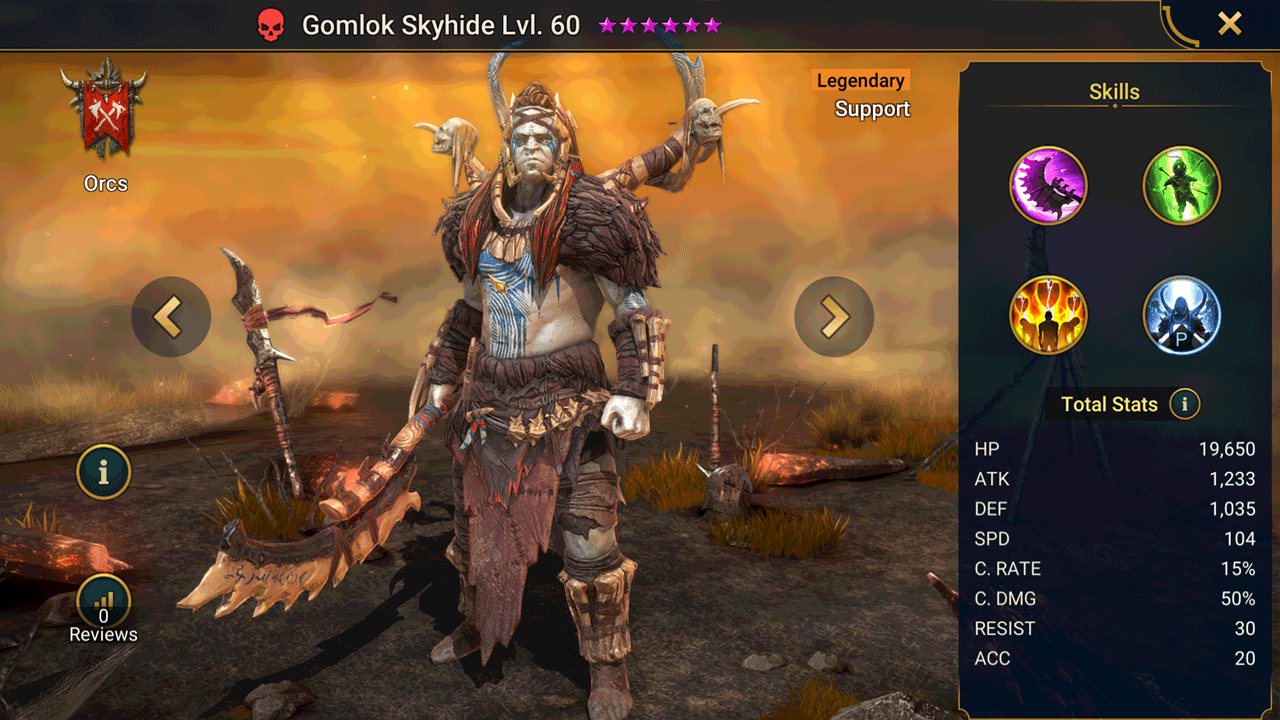 Gomlok Skyhide Lvl. 60
Orcs
Legendary
Support
0
Reviews
Skills
P
Total Stats
HP 19,650
ATK 1,233
DEF 1,035
SPD 104
C. RATE 15%
C. DMG 50%
RESIST 30
ACC 20